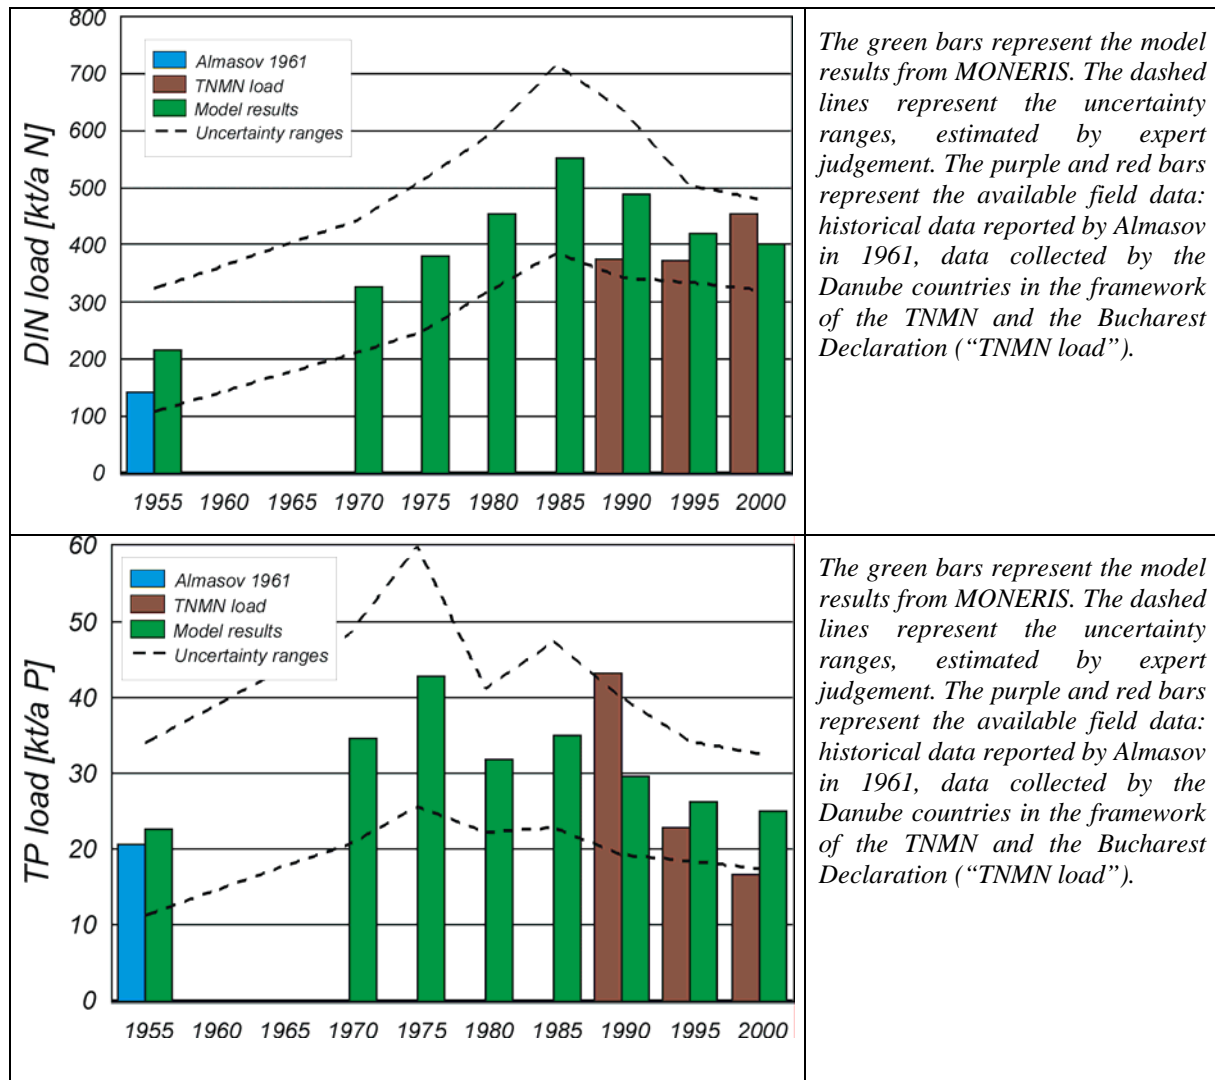 800
700
600
500
400
300
200
100
0
DIN load [kt/a N]
Almasov 1961
TNMN load
Model results
Uncertainty ranges
1955 1960 1965 1970 1975 1980 1985 1990 1995 2000
The green bars represent the model
results from MONERIS. The dashed
lines represent the uncertainty
ranges, estimated by expert
judgement. The purple and red bars
represent the available field data:
historical data reported by Almasov
in 1961, data collected by the
Danube countries in the framework
of the TNMN and the Bucharest
Declaration (“TNMN load”).
60
50
40
30
20
10
0
TP load [kt/a P]
Almasov 1961
TNMN load
Model results
Uncertainty ranges
1955 1960 1965 1970 1975 1980 1985 1990 1995 2000
The green bars represent the model
results from MONERIS. The dashed
lines represent the uncertainty
ranges, estimated by expert
judgement. The purple and red bars
represent the available field data:
historical data reported by Almasov
in 1961, data collected by the
Danube countries in the framework
of the TNMN and the Bucharest
Declaration (“TNMN load”).